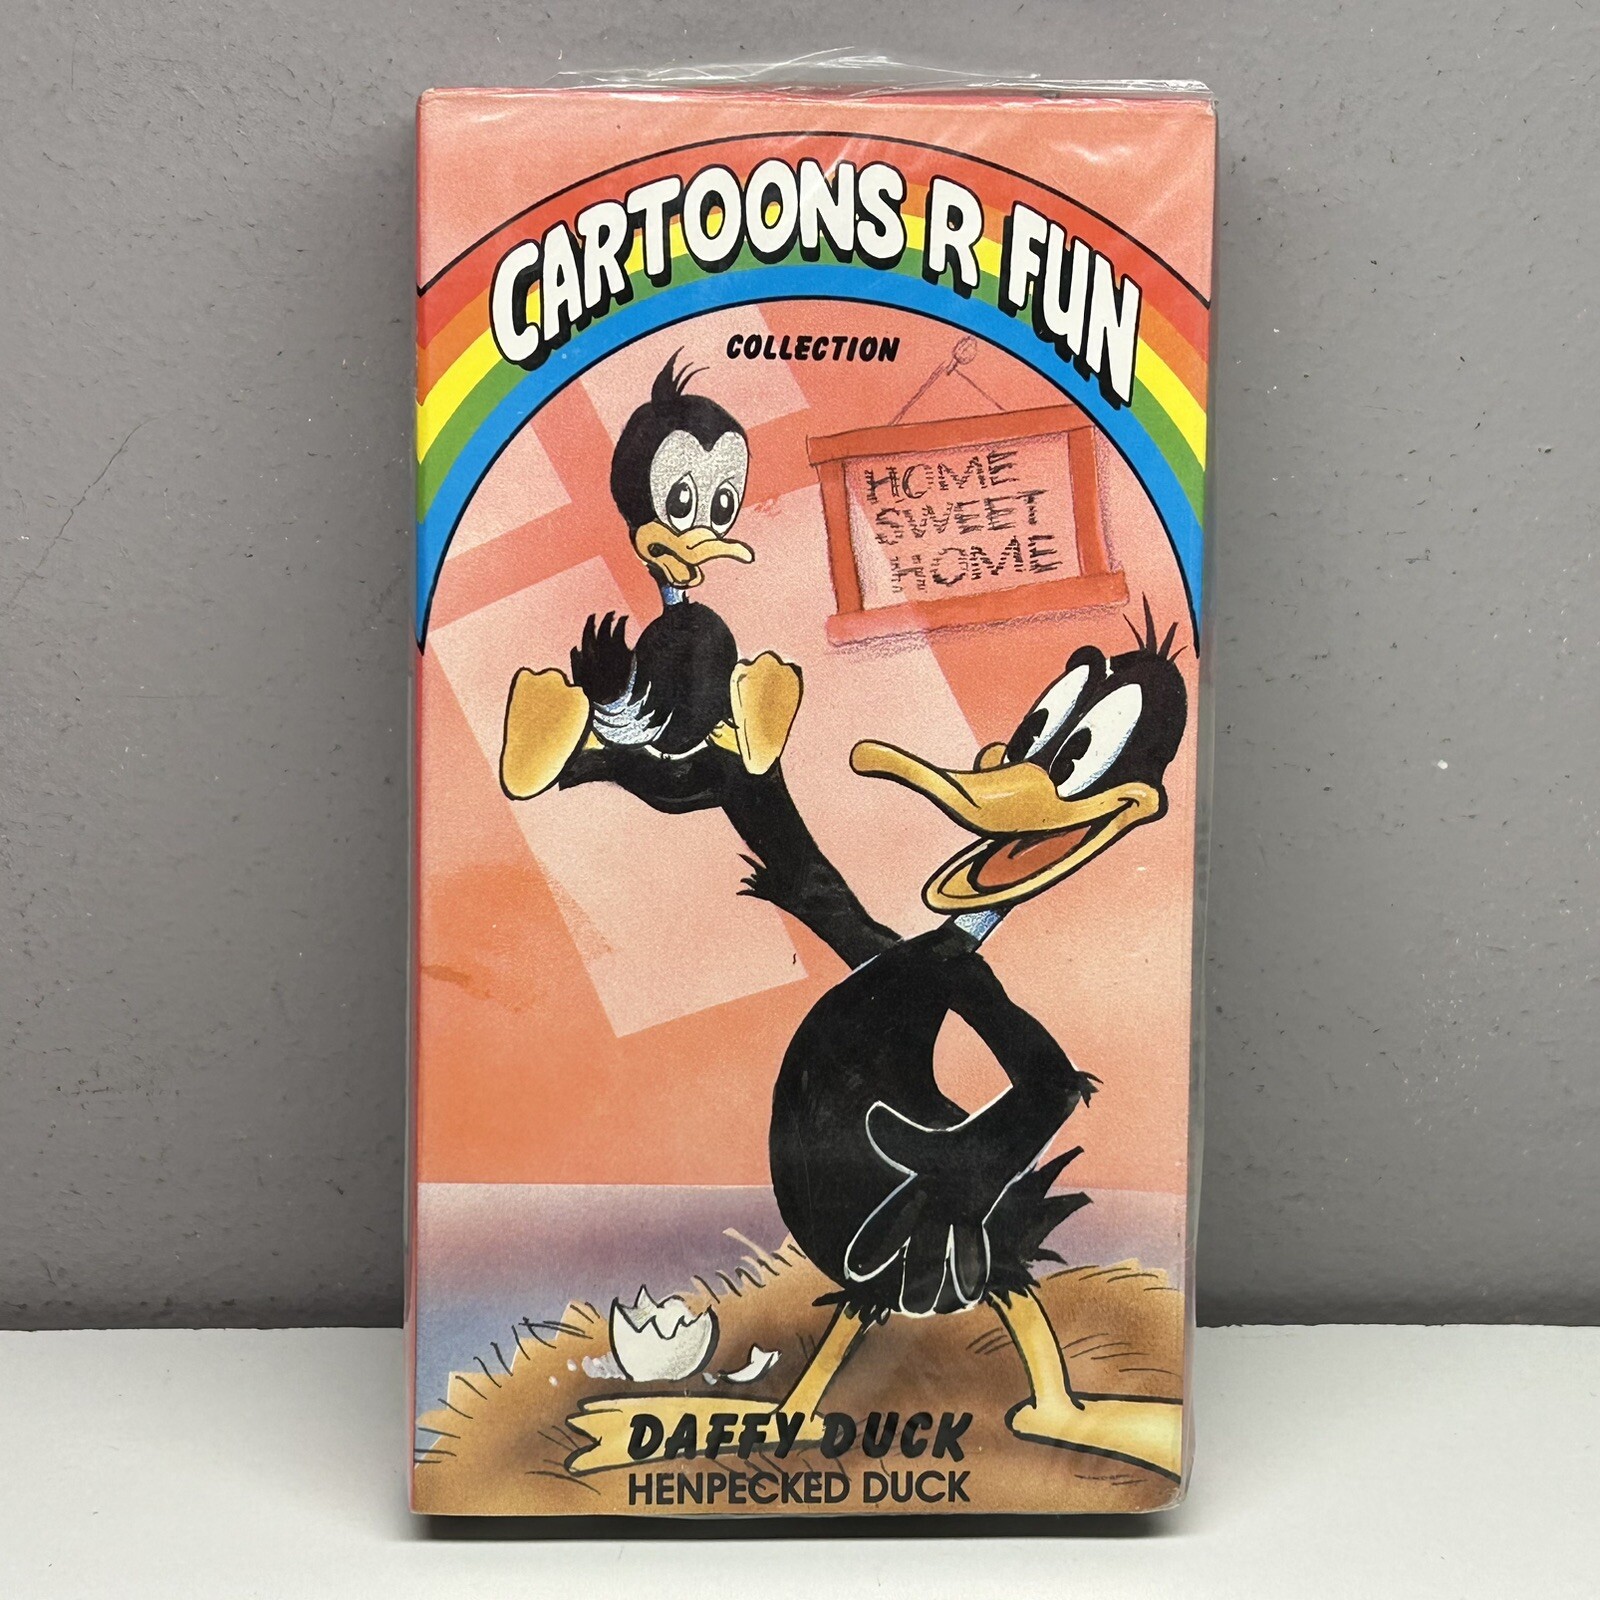 CARTOONS R FUN
COLLECTION
HOME
SWEET
HOME
DAFFY DUCK
HENPECKED DUCK